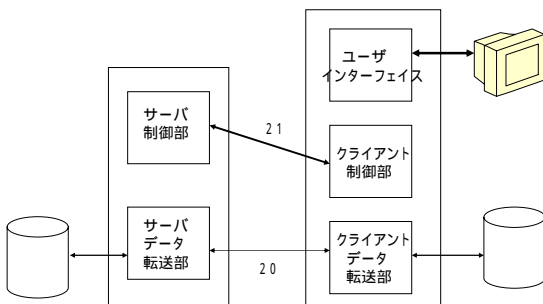 ユーザ
インターフェイス
サーバ
制御部
21
クライアント
制御部
サーバ
データ
転送部
20
クライアント
データ
転送部